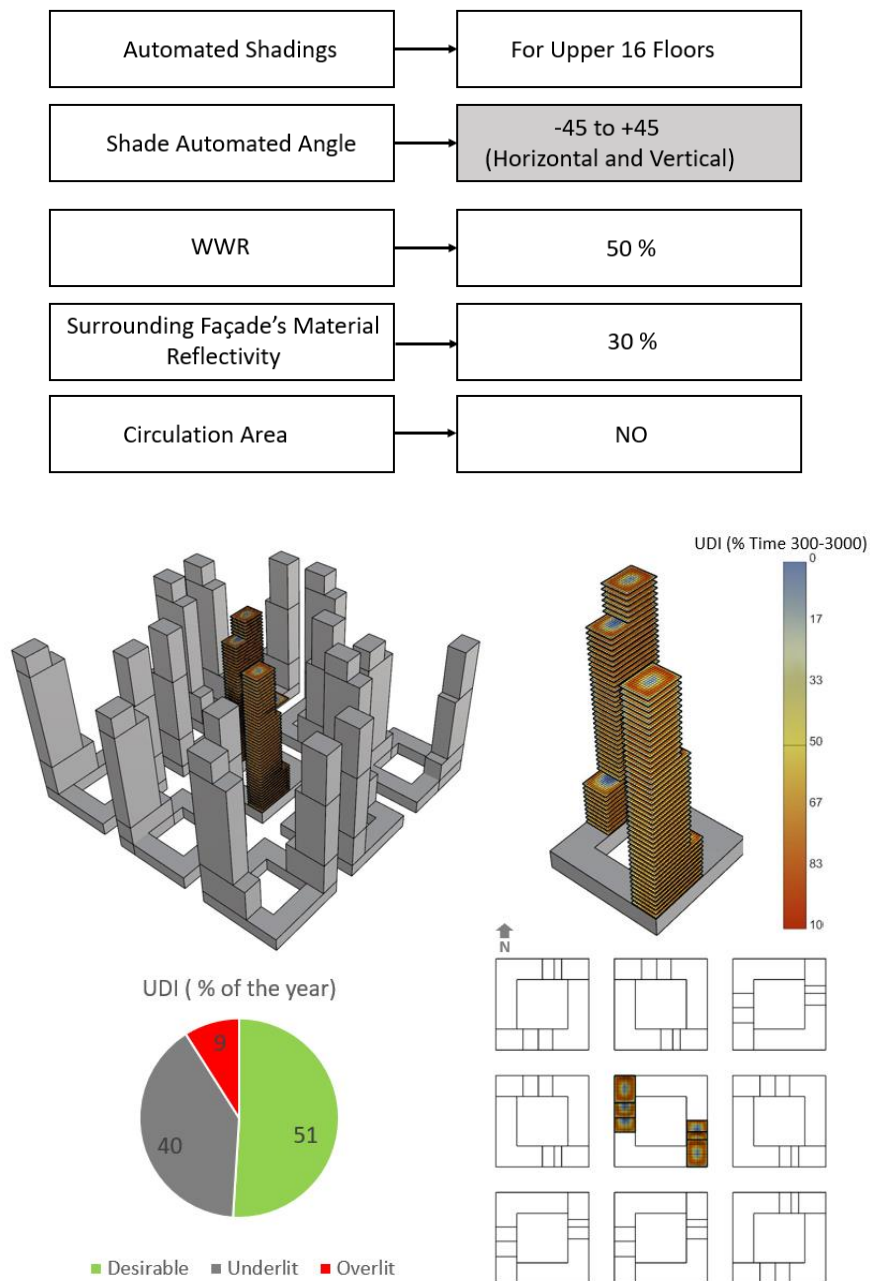 Automated Shadings
For Upper 16 Floors
Shade Automated Angle
-45 to +45
(Horizontal and Vertical)
WWR
50 %
Surrounding Façade's Material
Reflectivity
30 %
Circulation Area
NO
UDI (% Time 300-3000)
0
17
33
50
67
83
10
N
UDI ( % of the year)
9
40
51
Desirable
Underlit
Overlit